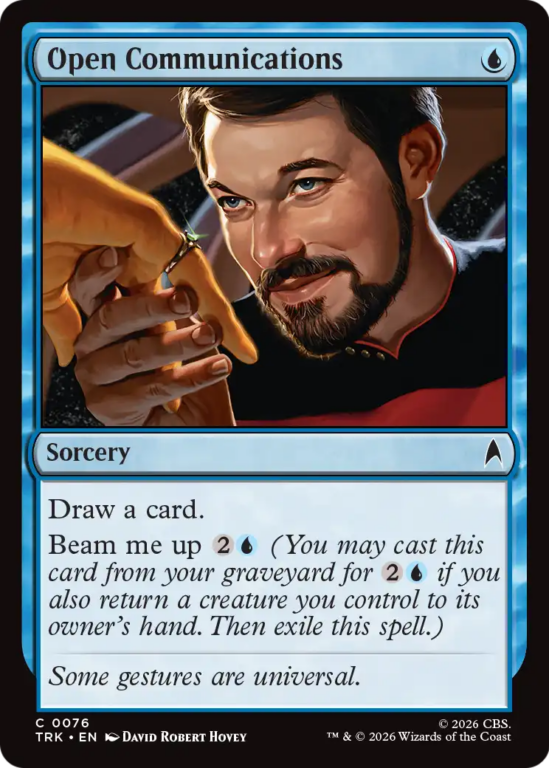 Open Communications
Sorcery
Draw a card.
Beam me up 2 (You may cast this
card from your graveyard for 2 if you
also return a creature you control to its
owner's hand. Then exile this spell.)
Some gestures are universal.
C 0076
TRK • EN DAVID ROBERT HOVEY
© 2026 CBS.
™ & © 2026 Wizards of the Coast